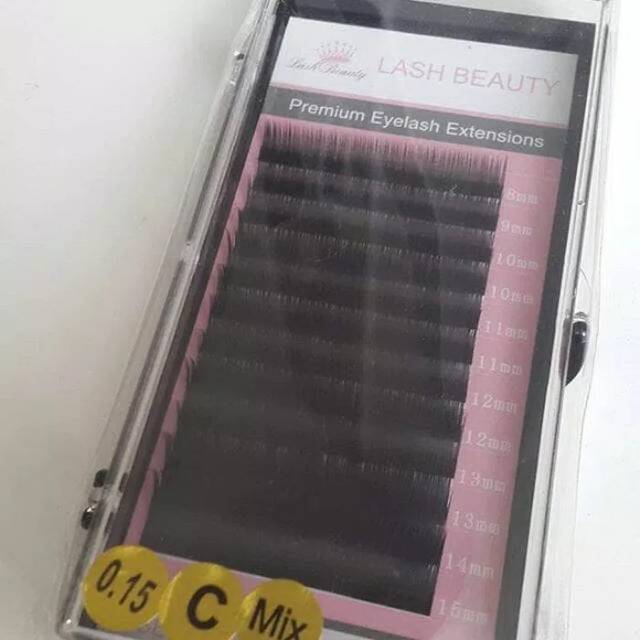 Lash Beauty
LASH BEAUTY
Premium Eyelash Extensions
8mm
9mm
10mm
10mm
11mm
11mm
12mm
12mm
13mm
13mm
14mm
15mm
0.15
C
Mix